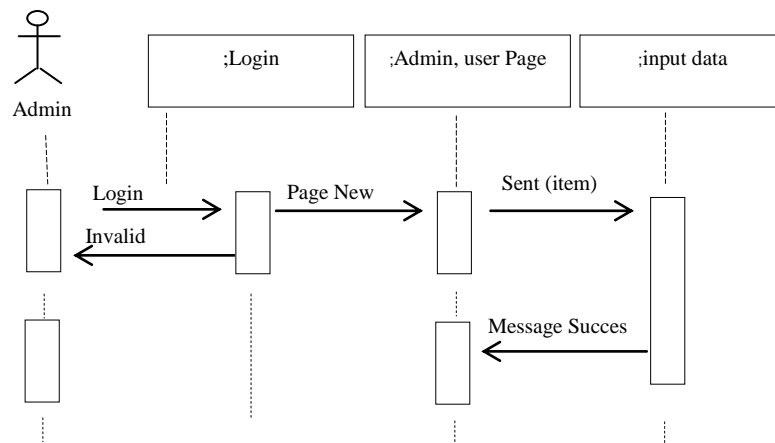 ;Login
;Admin, user Page
;input data
Admin
Login
Page New
Sent (item)
Invalid
Message Succes